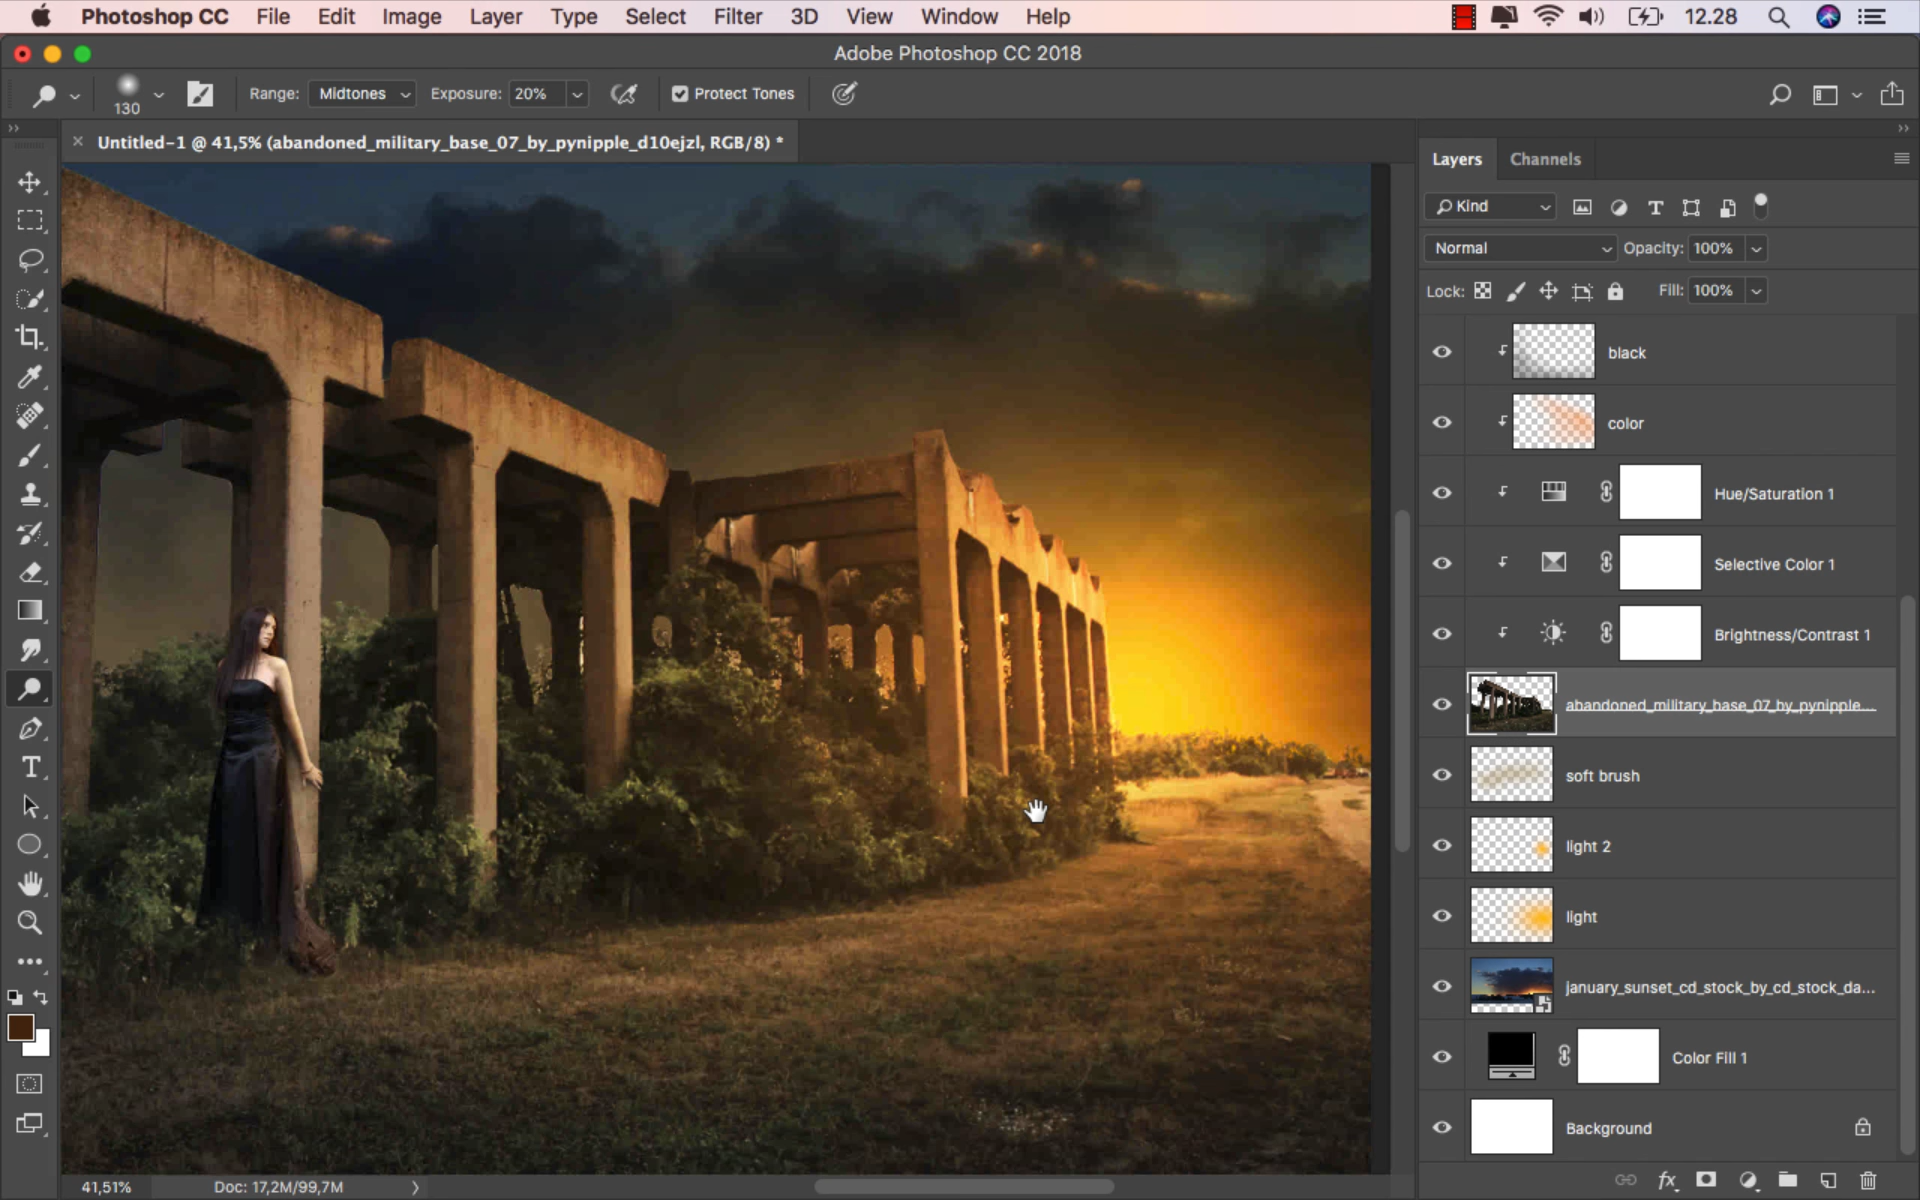 Photoshop CC File Edit Image Layer Type Select Filter 3D View Window Help 12.28
Adobe Photoshop CC 2018
130 Range: Midtones Exposure: 20% Protect Tones
Untitled-1 @ 41,5% (abandoned_military_base_07_by_pynipple_d10ejzl, RGB/8) *
Layers Channels
Kind
Normal Opacity: 100%
Lock: Fill: 100%
black
color
Hue/Saturation 1
Selective Color 1
Brightness/Contrast 1
abandoned_military_base_07_by_pynipple...
soft brush
light 2
light
january_sunset_cd_stock_by_cd_stock_da...
Color Fill 1
Background
41,51% Doc: 17,2M/99,7M